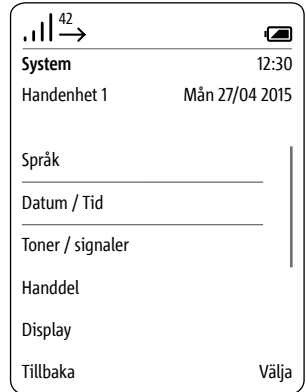 42
System 12:30
Handenhet 1 Mån 27/04 2015
Språk
Datum / Tid
Toner / signaler
Handdel
Display
Tillbaka Välja